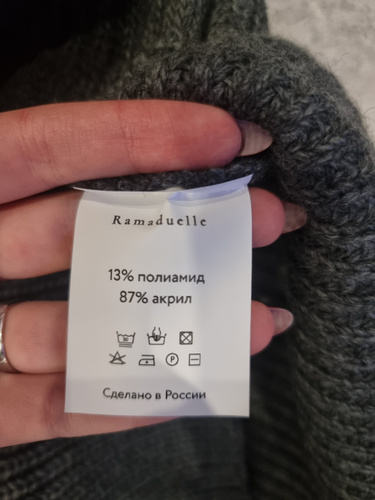 Ramaduelle
13% полиамид
87% акрил
P
Сделано в России